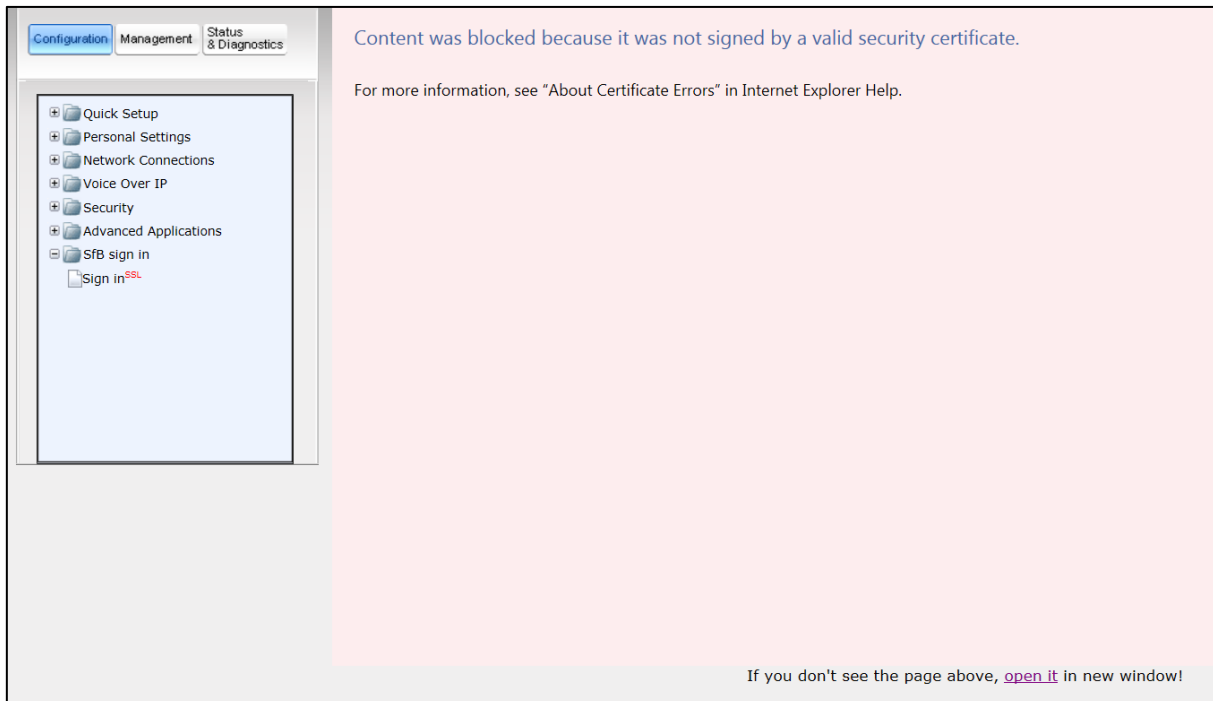 Configuration
Management
Status
& Diagnostics
Quick Setup
Personal Settings
Network Connections
Voice Over IP
Security
Advanced Applications
SfB sign in
Sign inSSL
Content was blocked because it was not signed by a valid security certificate.
For more information, see “About Certificate Errors” in Internet Explorer Help.
If you don't see the page above, open it in new window!